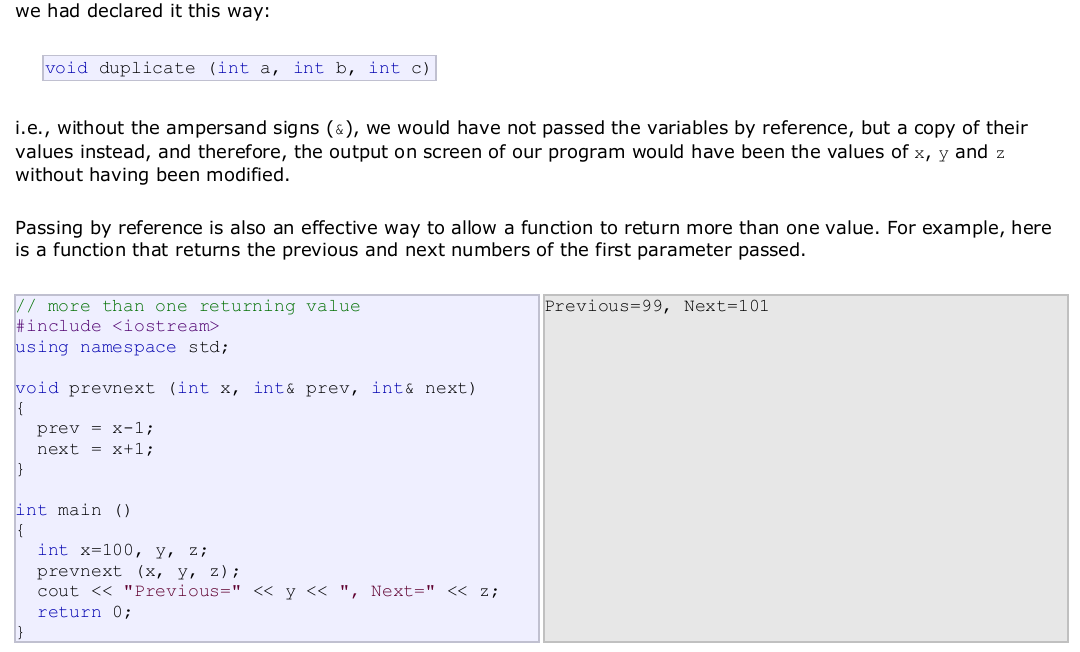 we had declared it this way:
void duplicate (int a, int b, int c)
i.e., without the ampersand signs (&), we would have not passed the variables by reference, but a copy of their
values instead, and therefore, the output on screen of our program would have been the values of x, y and z
without having been modified.
Passing by reference is also an effective way to allow a function to return more than one value. For example, here
is a function that returns the previous and next numbers of the first parameter passed.
// more than one returning value
#include <iostream>
using namespace std;
void prevnext (int x, int& prev, int& next)
{
  prev = x-1;
  next = x+1;
}
int main ()
{
  int x=100, y, z;
  prevnext (x, y, z);
  cout << "Previous=" << y << ", Next=" << z;
  return 0;
}
Previous=99, Next=101